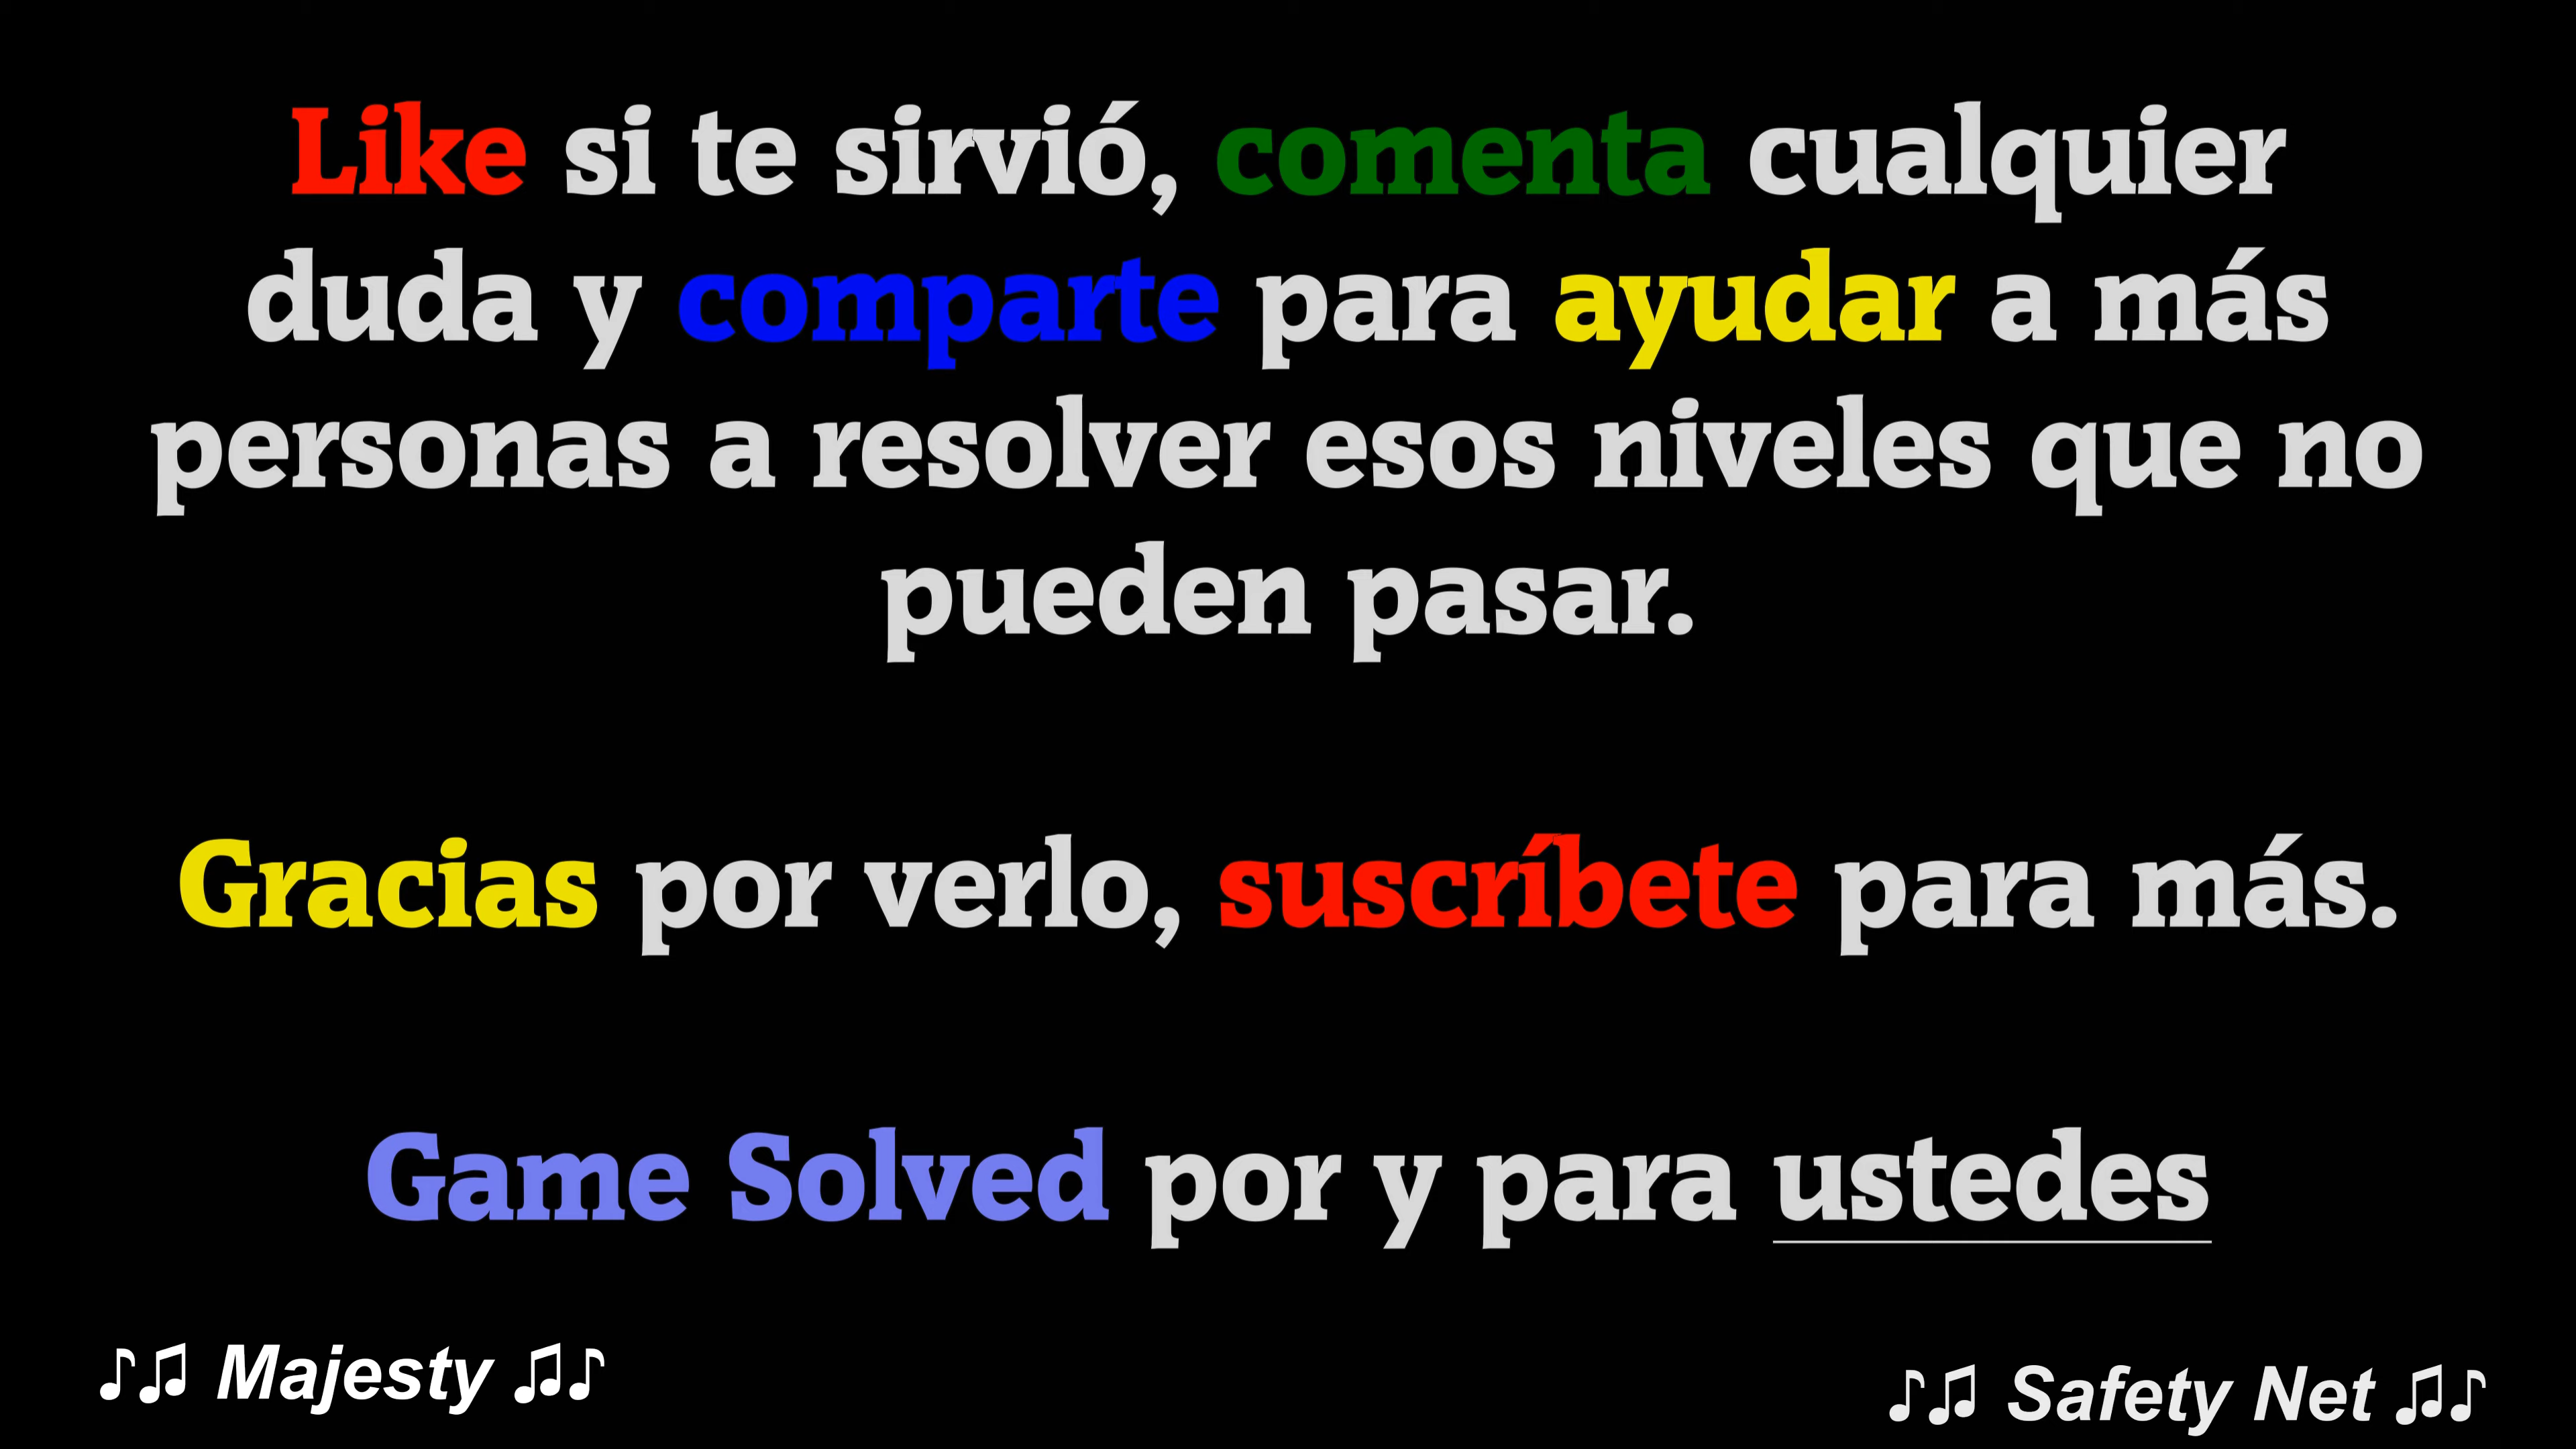 Like si te sirvió, comenta cualquier
duda y comparte para ayudar a más
personas a resolver esos niveles que no
pueden pasar.
Gracias por verlo, suscríbete para más.
Game Solved por y para ustedes
♪♫ Majesty ♫♪
♪♫ Safety Net ♫♪